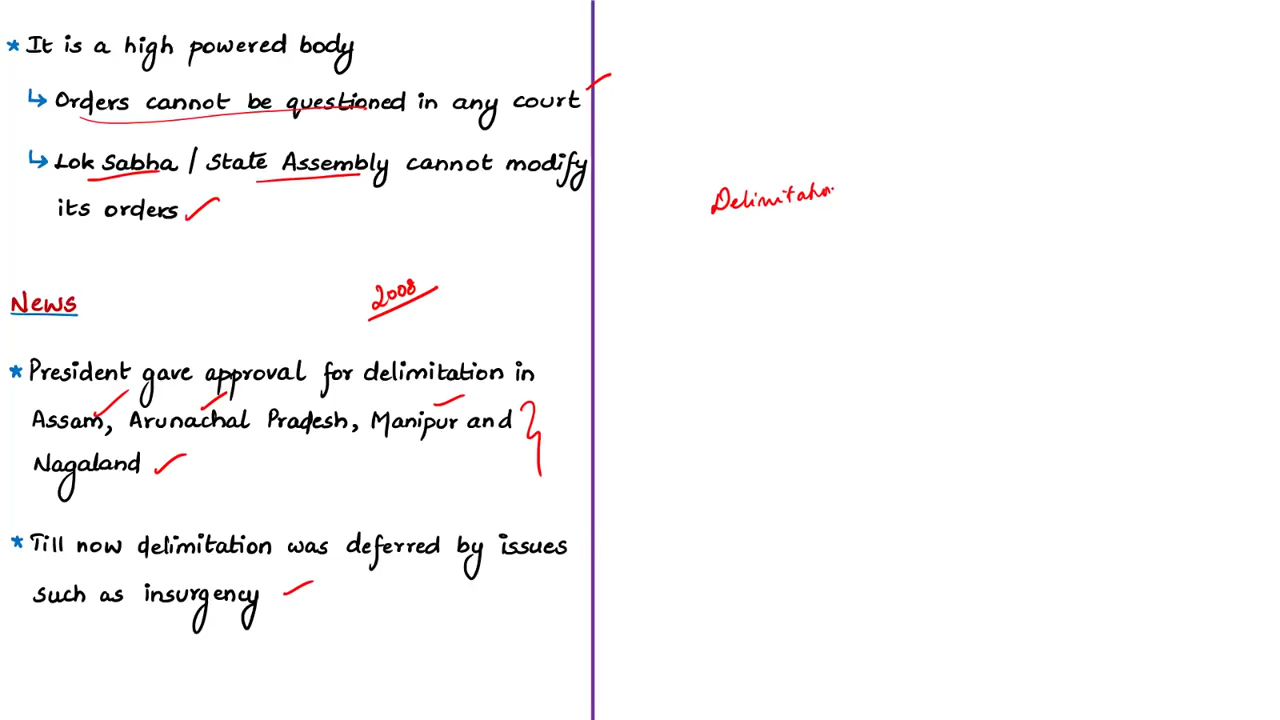 * It is a high powered body
↳ Orders cannot be questioned in any court
↳ Lok Sabha / State Assembly cannot modify
its orders
News
2008
* President gave approval for delimitation in
Assam, Arunachal Pradesh, Manipur and
Nagaland
* Till now delimitation was deferred by issues
such as insurgency